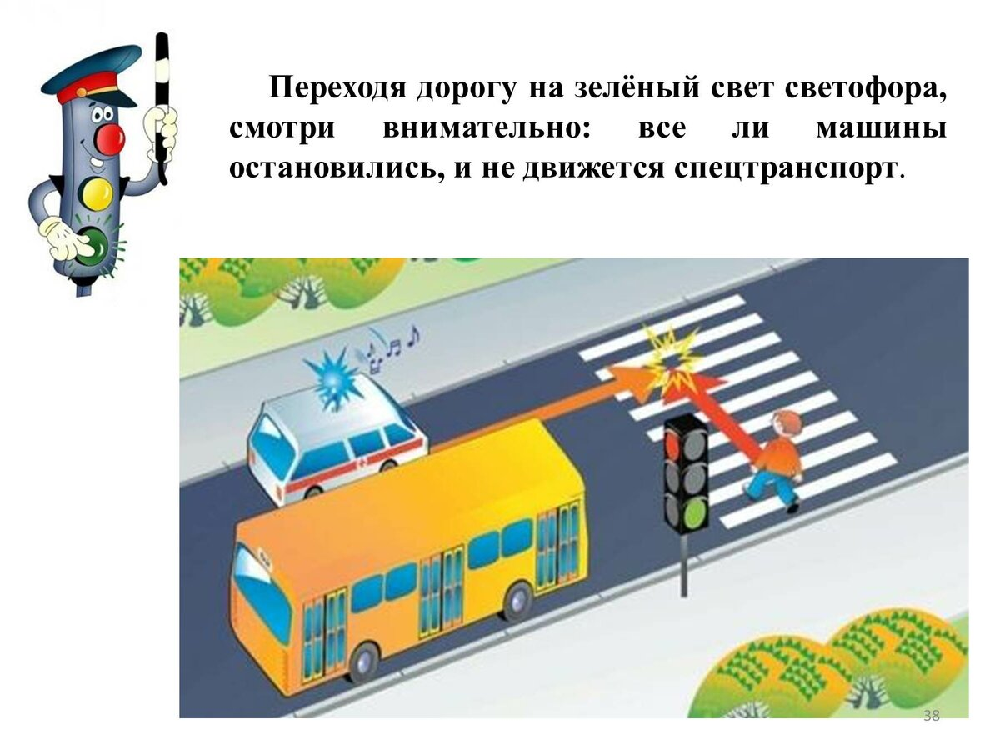 Переходя дорогу на зелёный свет светофора,
смотри внимательно: все ли машины
остановились, и не движется спецтранспорт.
38